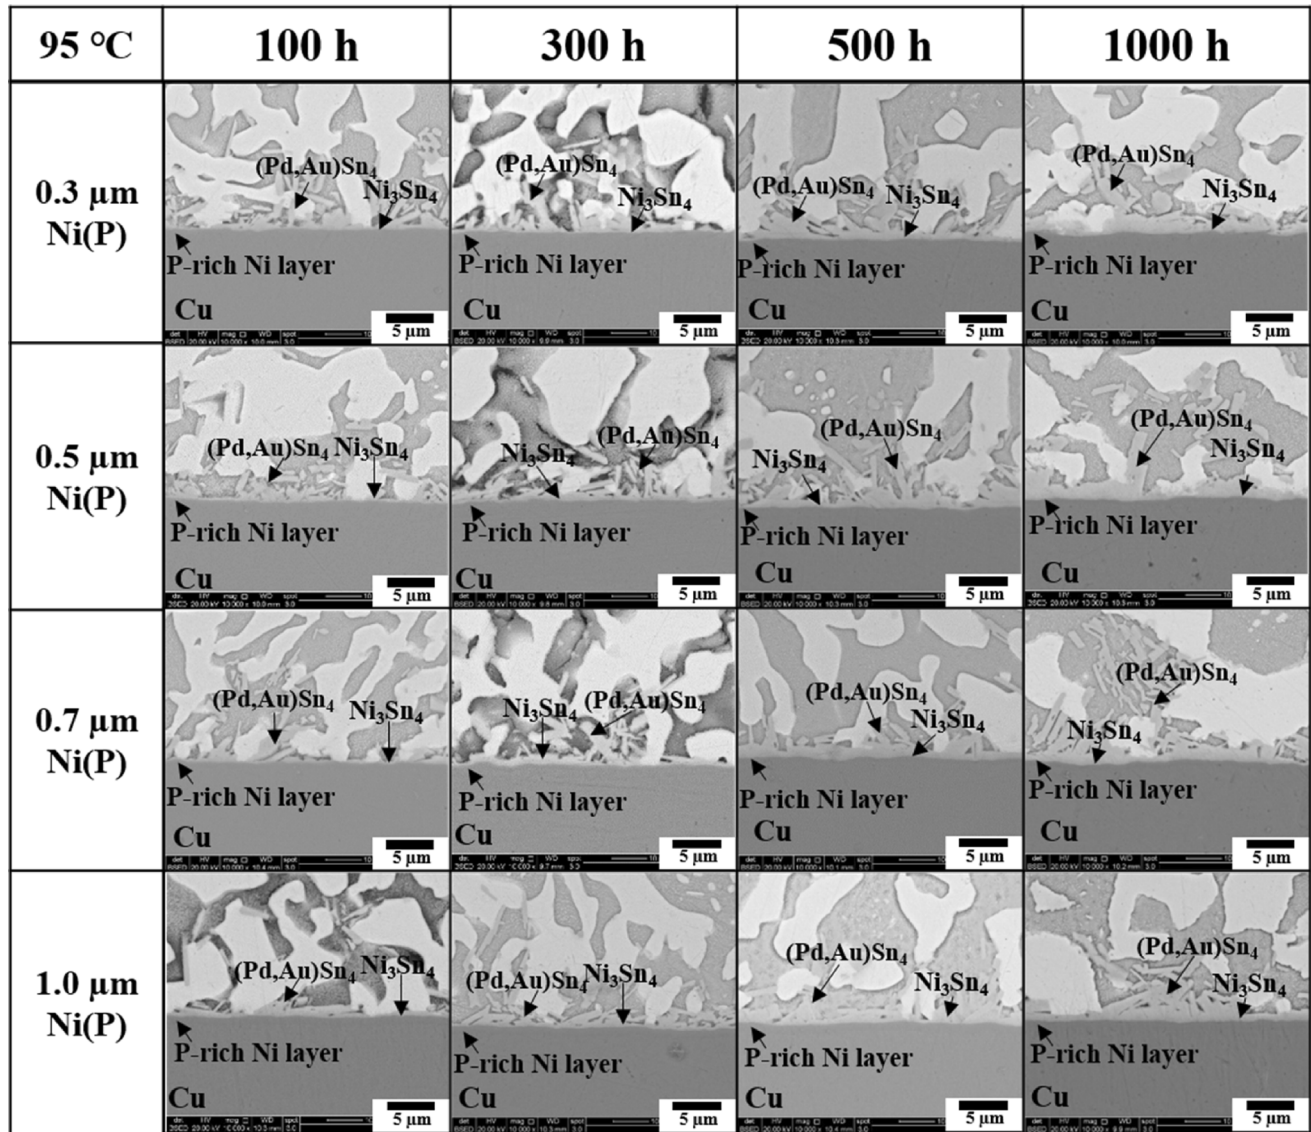 95 °C 100 h 300 h 500 h 1000 h
0.3 µm
Ni(P)
(Pd,Au)Sn₄
Ni₃Sn₄
P-rich Ni layer
Cu
5 µm
(Pd,Au)Sn₄
Ni₃Sn₄
P-rich Ni layer
Cu
5 µm
(Pd,Au)Sn₄
Ni₃Sn₄
P-rich Ni layer
Cu
5 µm
(Pd,Au)Sn₄
Ni₃Sn₄
P-rich Ni layer
Cu
5 µm
0.5 µm
Ni(P)
(Pd,Au)Sn₄ Ni₃Sn₄
P-rich Ni layer
Cu
5 µm
(Pd,Au)Sn₄
Ni₃Sn₄
P-rich Ni layer
Cu
5 µm
(Pd,Au)Sn₄
Ni₃Sn₄
P-rich Ni layer
Cu
5 µm
(Pd,Au)Sn₄
Ni₃Sn₄
P-rich Ni layer
Cu
5 µm
0.7 µm
Ni(P)
(Pd,Au)Sn₄
Ni₃Sn₄
P-rich Ni layer
Cu
5 µm
Ni₃Sn₄ (Pd,Au)Sn₄
P-rich Ni layer
Cu
5 µm
(Pd,Au)Sn₄
Ni₃Sn₄
P-rich Ni layer
Cu
5 µm
(Pd,Au)Sn₄
Ni₃Sn₄
P-rich Ni layer
Cu
5 µm
1.0 µm
Ni(P)
(Pd,Au)Sn₄ Ni₃Sn₄
P-rich Ni layer
Cu
5 µm
(Pd,Au)Sn₄ Ni₃Sn₄
P-rich Ni layer
Cu
5 µm
(Pd,Au)Sn₄
Ni₃Sn₄
P-rich Ni layer
Cu
5 µm
(Pd,Au)Sn₄
Ni₃Sn₄
P-rich Ni layer
Cu
5 µm